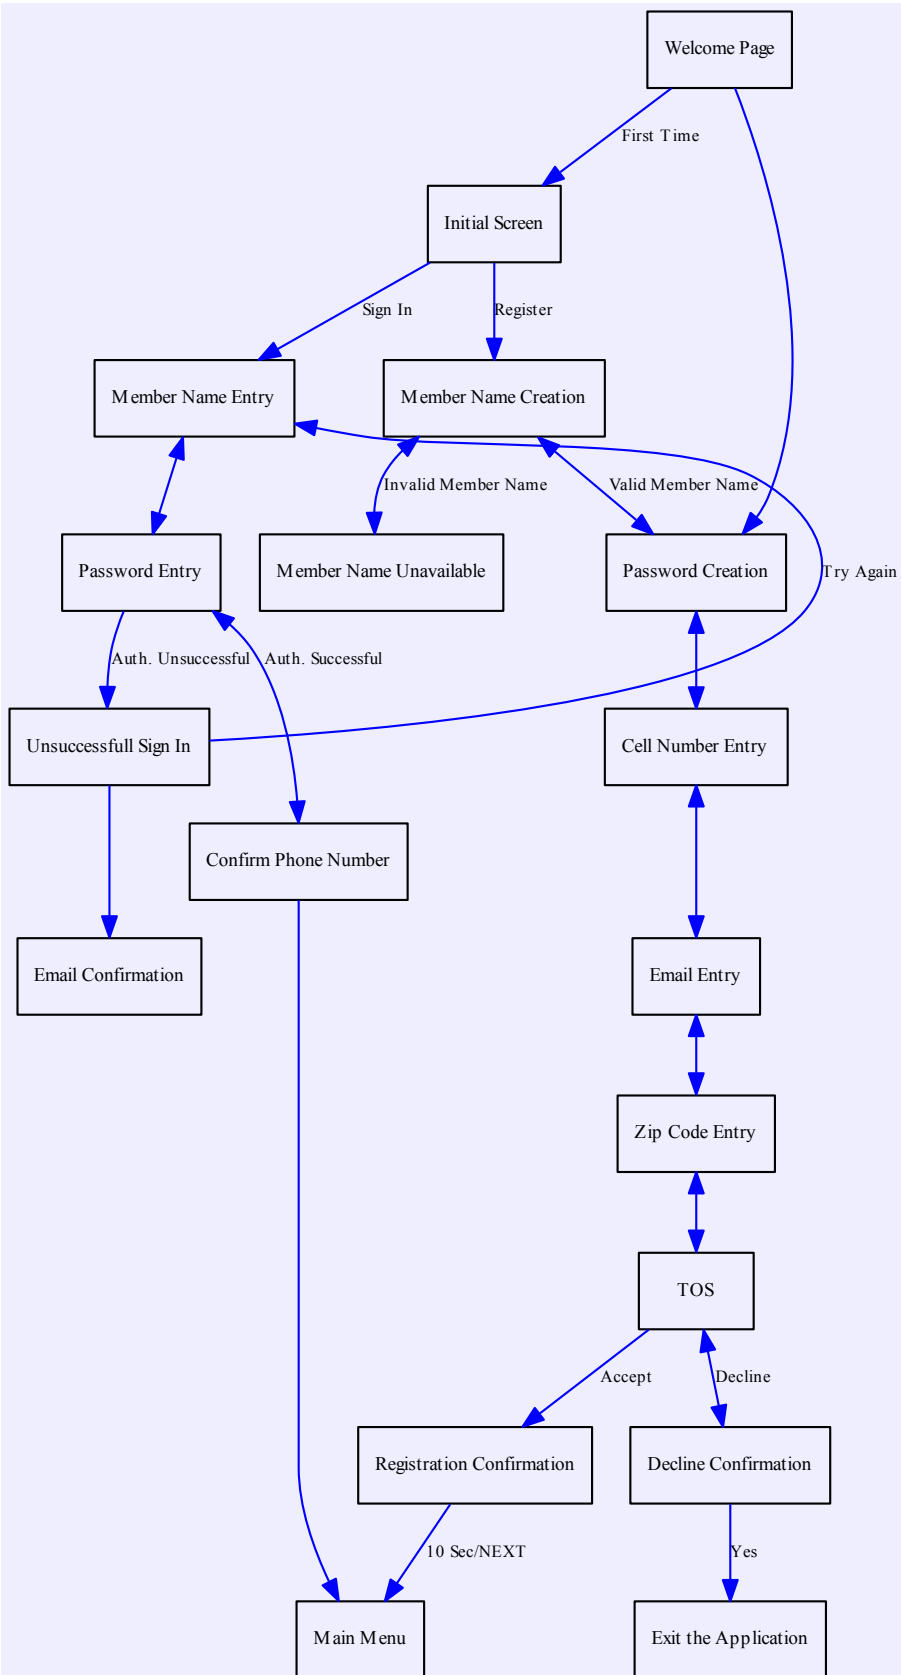 Welcome Page
First Time
Initial Screen
Sign In
Register
Member Name Entry
Member Name Creation
Invalid Member Name
Valid Member Name
Password Entry
Member Name Unavailable
Password Creation
Try Again
Auth. Unsuccessful
Auth. Successful
Unsuccessfull Sign In
Cell Number Entry
Confirm Phone Number
Email Confirmation
Email Entry
Zip Code Entry
TOS
Accept
Decline
Registration Confirmation
Decline Confirmation
10 Sec/NEXT
Yes
Main Menu
Exit the Application